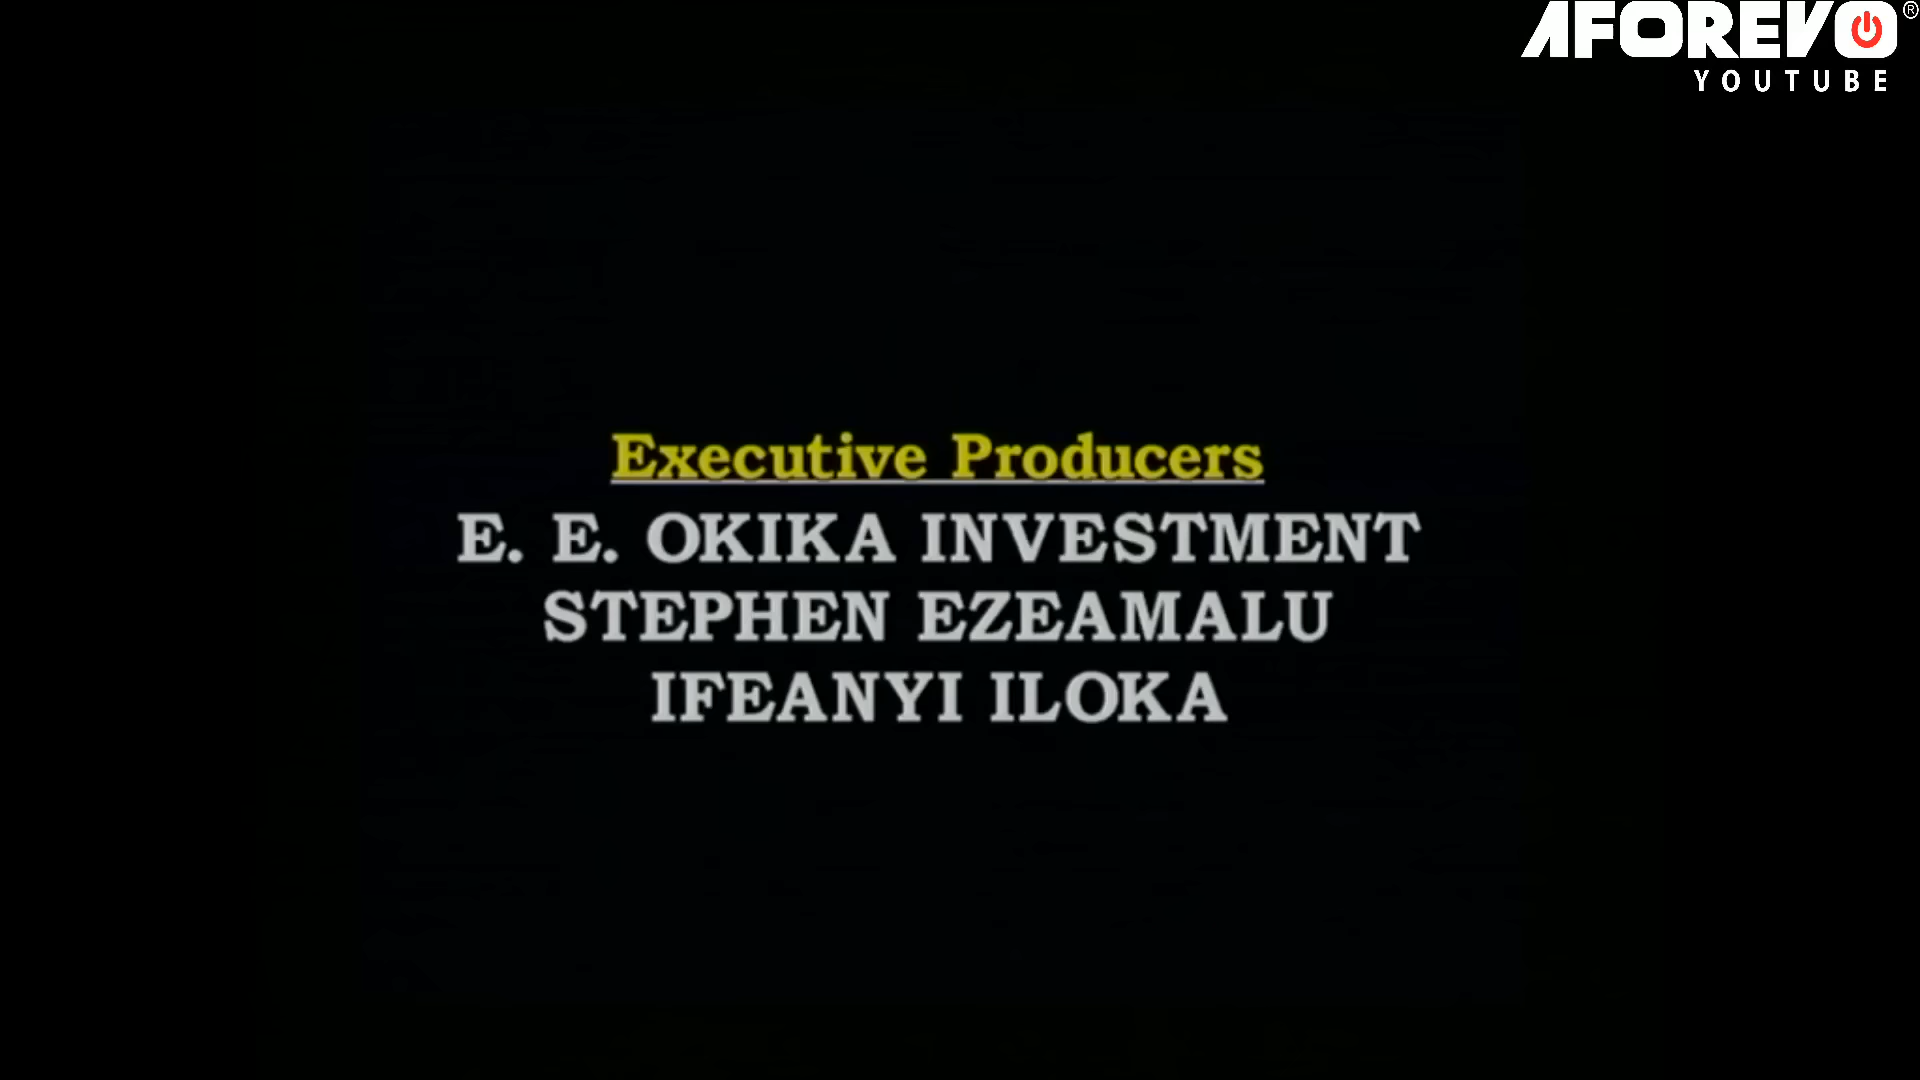 AFOREVO®
YOUTUBE
Executive Producers
E. E. OKIKA INVESTMENT
STEPHEN EZEAMALU
IFEANYI ILOKA